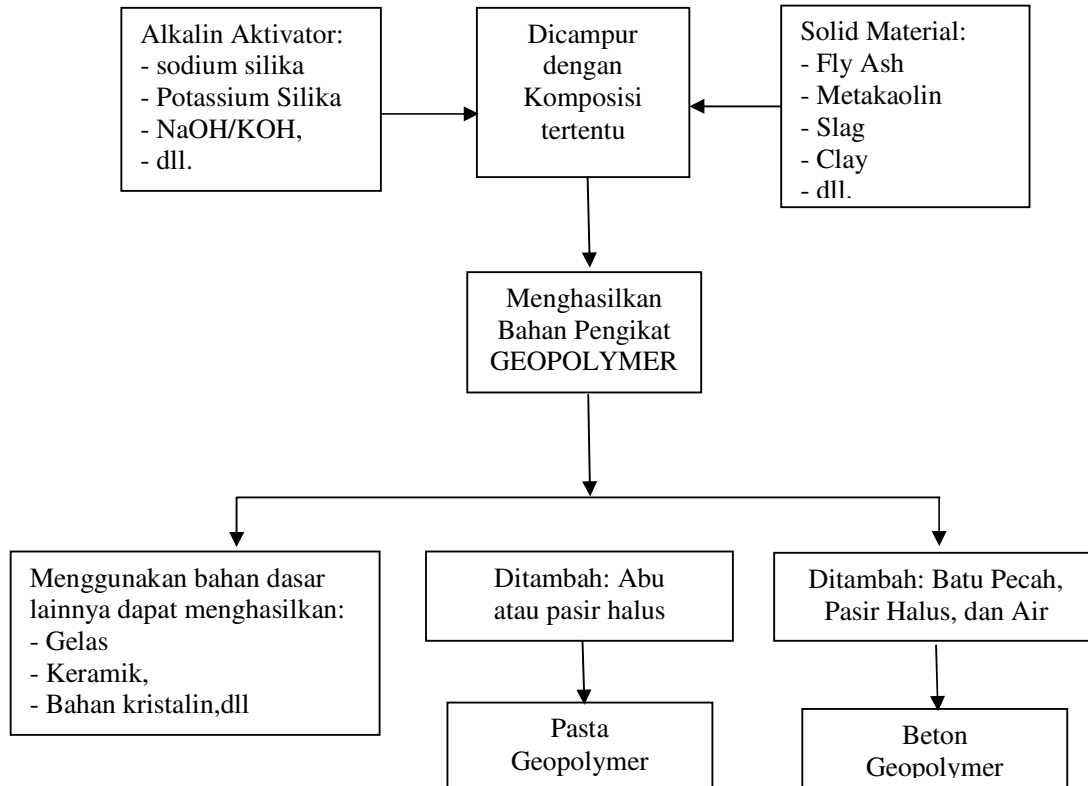 Alkalin Aktivator:
- sodium silika
- Potassium Silika
- NaOH/KOH,
- dll.
Dicampur
dengan
Komposisi
tertentu
Solid Material:
- Fly Ash
- Metakaolin
- Slag
- Clay
- dll.
Menghasilkan
Bahan Pengikat
GEOPOLYMER
Menggunakan bahan dasar
lainnya dapat menghasilkan:
- Gelas
- Keramik,
- Bahan kristalin,dll
Ditambah: Abu
atau pasir halus
Ditambah: Batu Pecah,
Pasir Halus, dan Air
Pasta
Geopolymer
Beton
Geopolymer